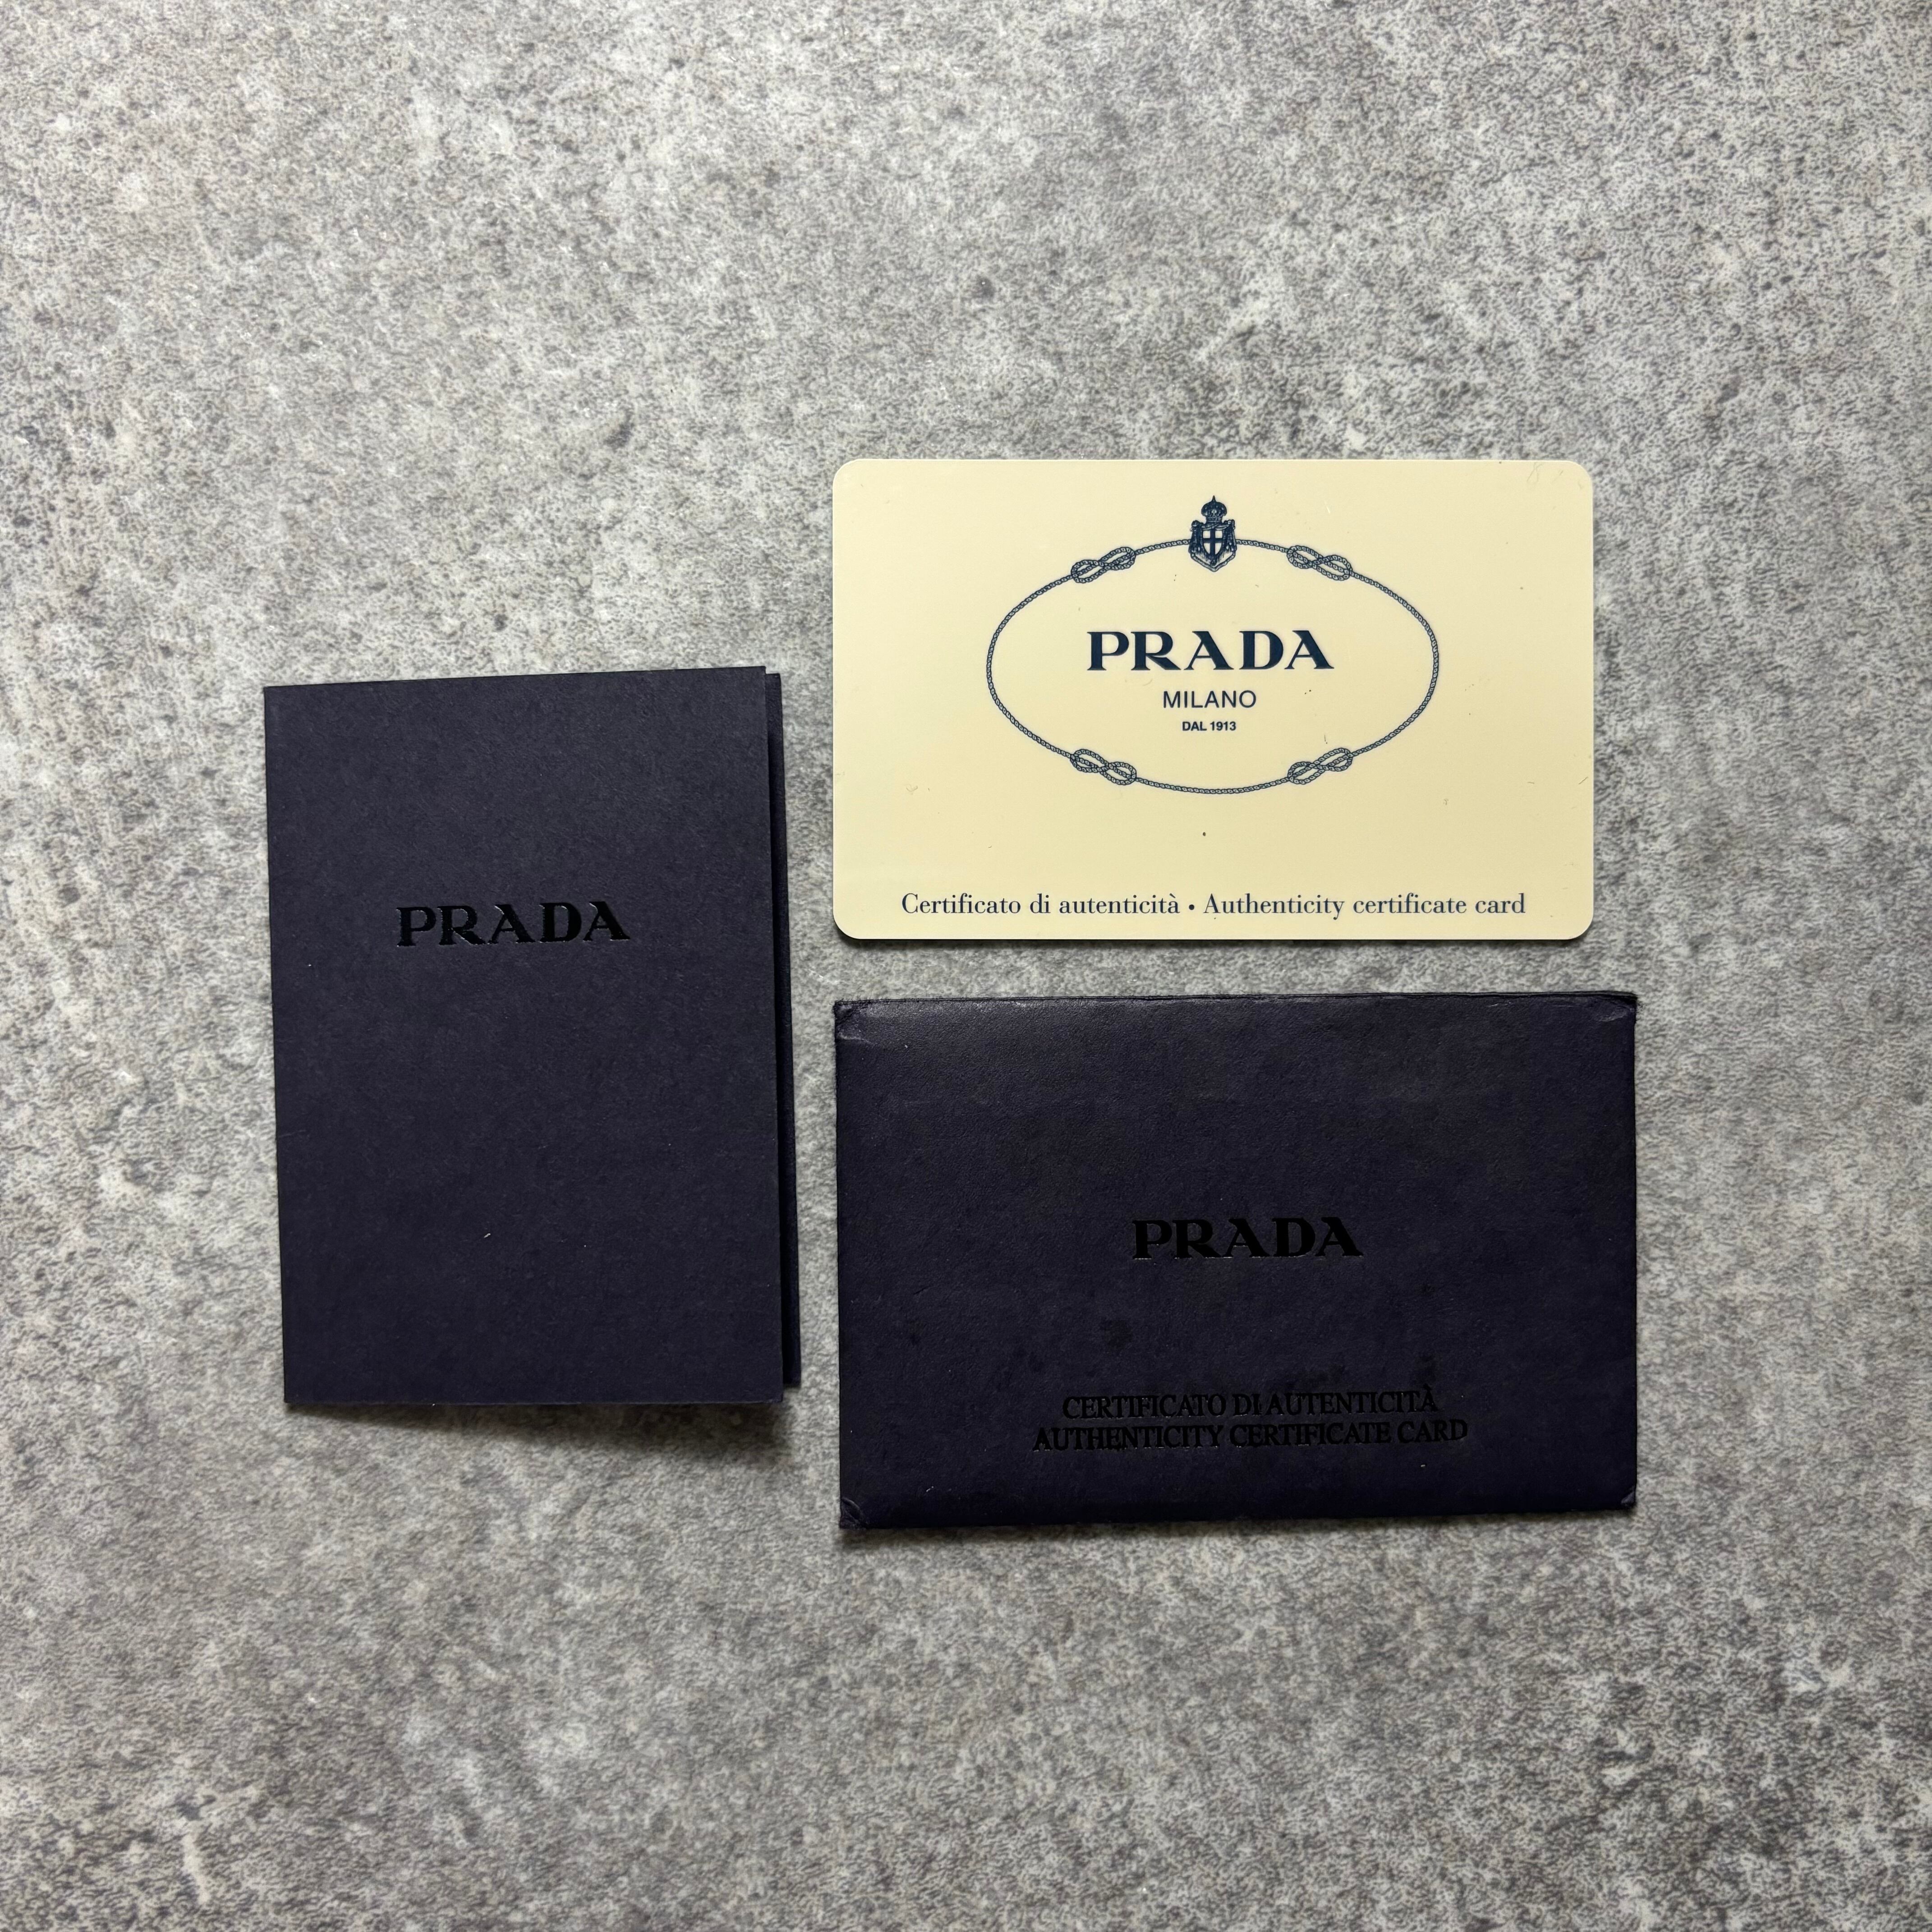 PRADA
PRADA
MILANO
DAL 1913
Certificato di autenticità • Authenticity certificate card
PRADA
CERTIFICATO DI AUTENTICITÀ
AUTHENTICITY CERTIFICATE CARD